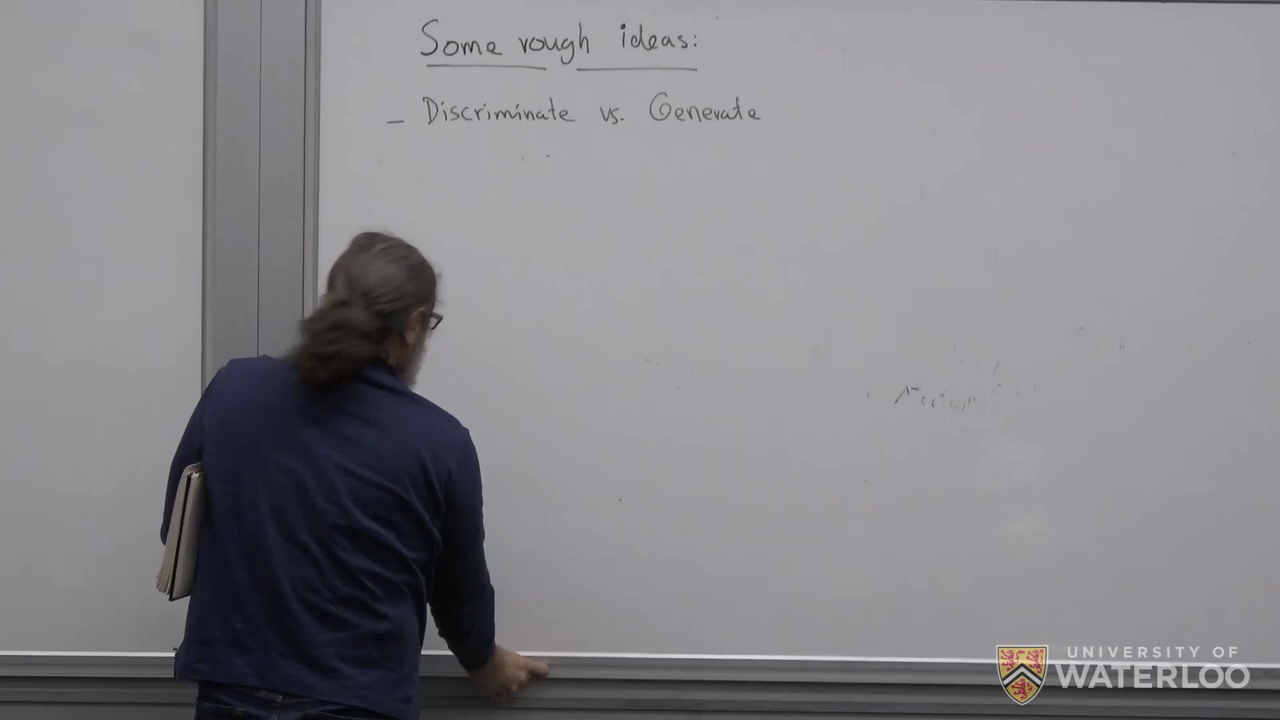 Some rough ideas:
- Discriminate vs. Generate
UNIVERSITY OF
WATERLOO